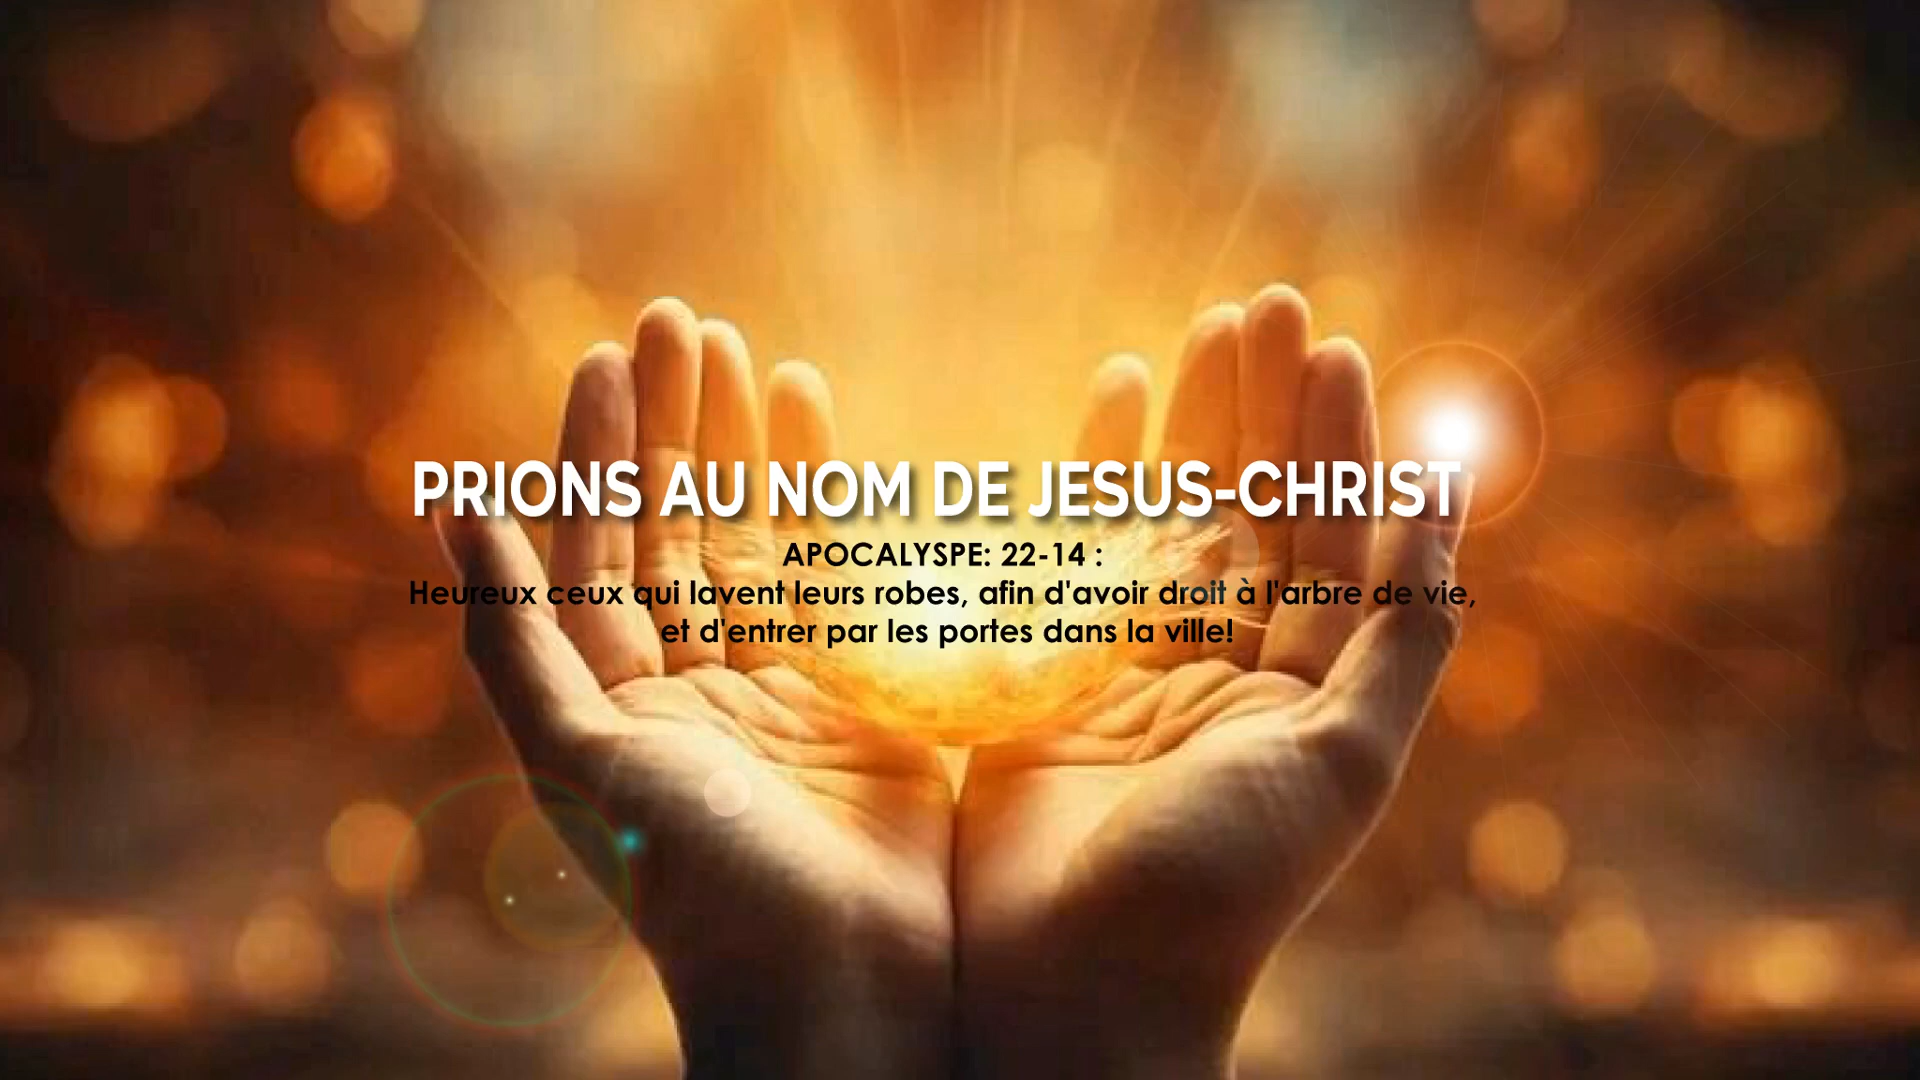 PRIONS AU NOM DE JESUS-CHRIST
APOCALYSPE: 22-14 :
Heureux ceux qui lavent leurs robes, afin d'avoir droit à l'arbre de vie,
et d'entrer par les portes dans la ville!